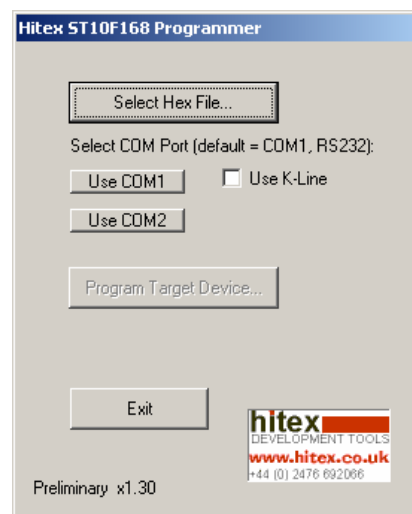 Hitex ST10F168 Programmer
Select Hex File...
Select COM Port (default = COM1, RS232):
Use COM1
Use K-Line
Use COM2
Program Target Device...
Exit
hitex
DEVELOPMENT TOOLS
www.hitex.co.uk
+44 (0) 2476 692066
Preliminary x1.30